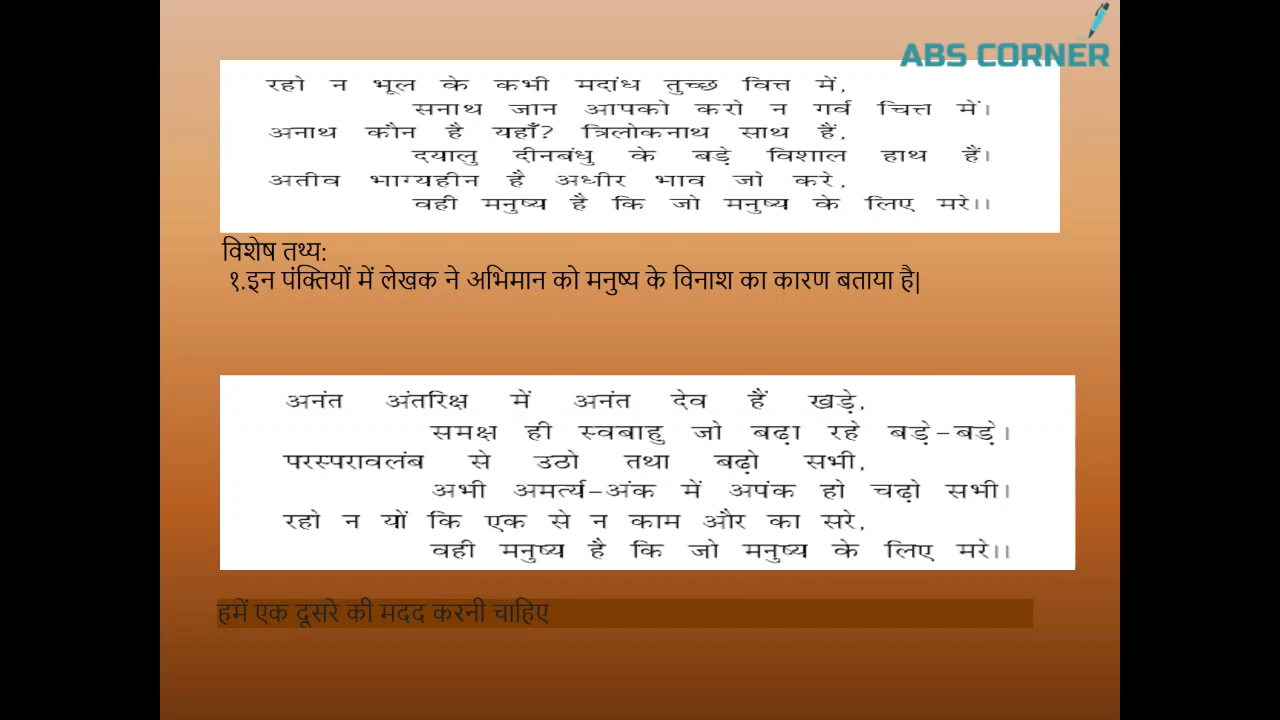 ABS CORNER
रहो न भूल के कभी मदांध तुच्छ वित्त में,
सनाथ जान आपको करो न गर्व चित्त में।
अनाथ कौन है यहाँ? त्रिलोकनाथ साथ हैं,
दयालु दीनबंधु के बड़े विशाल हाथ हैं।
अतीव भाग्यहीन है अधीर भाव जो करे,
वही मनुष्य है कि जो मनुष्य के लिए मरे।।
विशेष तथ्य:
१.इन पंक्तियों में लेखक ने अभिमान को मनुष्य के विनाश का कारण बताया है|
अनंत अंतरिक्ष में अनंत देव हैं खड़े,
समक्ष ही स्वबाहु जो बढ़ा रहे बड़े-बड़े।
परस्परावलंब से उठो तथा बढ़ो सभी,
अभी अमर्त्य-अंक में अपंक हो चढ़ो सभी।
रहो न यों कि एक से न काम और का सरे,
वही मनुष्य है कि जो मनुष्य के लिए मरे।।
हमें एक दूसरे की मदद करनी चाहिए